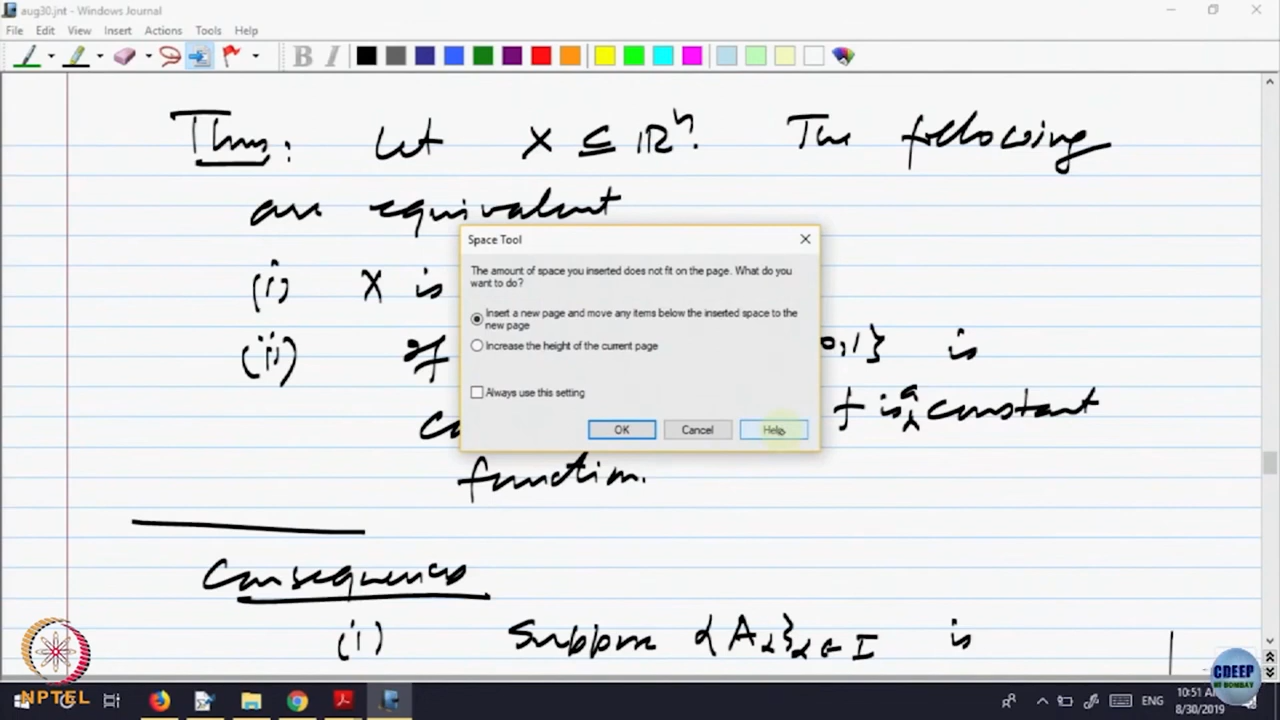 aug30.jnt - Windows Journal
File Edit View Insert Actions Tools Help
B I
Thm: Let X ⊆ ℝⁿ. The following
are equivalent
(i) X is
(ii) If 0,1} is
f is a constant
function.
Space Tool
The amount of space you inserted does not fit on the page. What do you
want to do?
Insert a new page and move any items below the inserted space to the
new page
Increase the height of the current page
Always use this setting
OK Cancel Help
Consequences
(i) Suppose {A_α}_α∈I is
NPTEL
CDEEP
IIT BOMBAY
ENG
10:51 A
8/30/2019